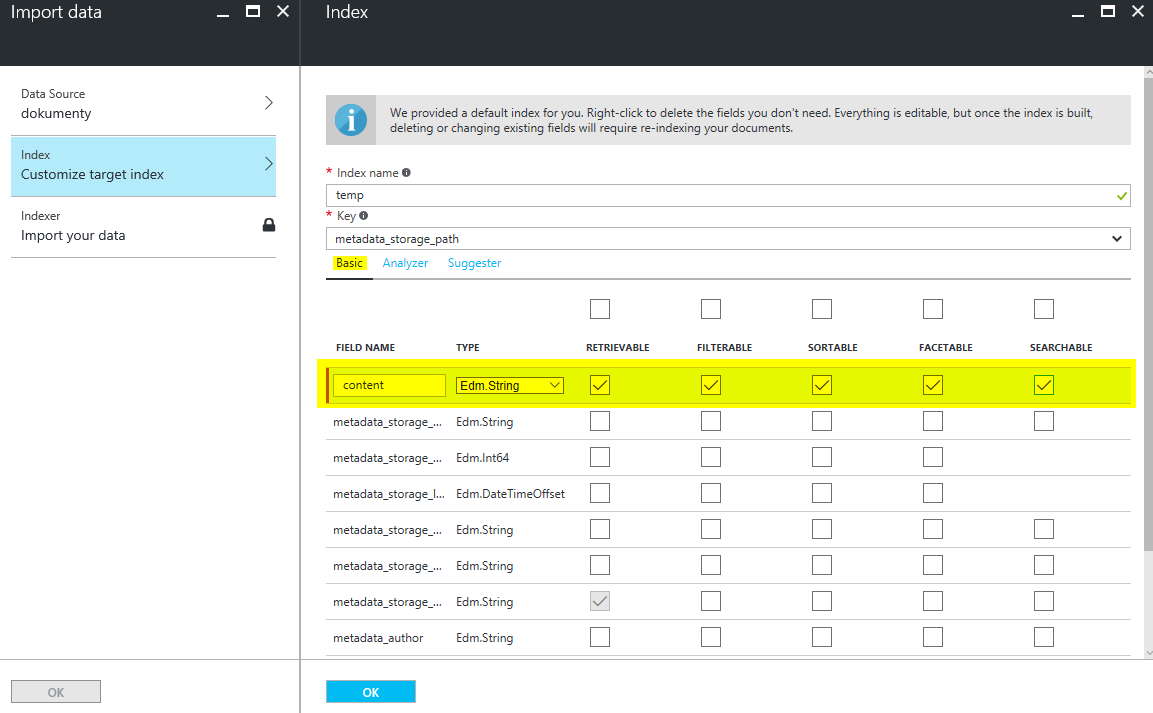 Import data
Data Source
dokumenty
Index
Customize target index
Indexer
Import your data
OK
Index
We provided a default index for you. Right-click to delete the fields you don't need. Everything is editable, but once the index is built,
deleting or changing existing fields will require re-indexing your documents.
* Index name
temp
* Key
metadata_storage_path
Basic Analyzer Suggester
FIELD NAME TYPE RETRIEVABLE FILTERABLE SORTABLE FACETABLE SEARCHABLE
content Edm.String
metadata_storage_... Edm.String
metadata_storage_... Edm.Int64
metadata_storage_l... Edm.DateTimeOffset
metadata_storage_... Edm.String
metadata_storage_... Edm.String
metadata_storage_... Edm.String
metadata_author Edm.String
OK